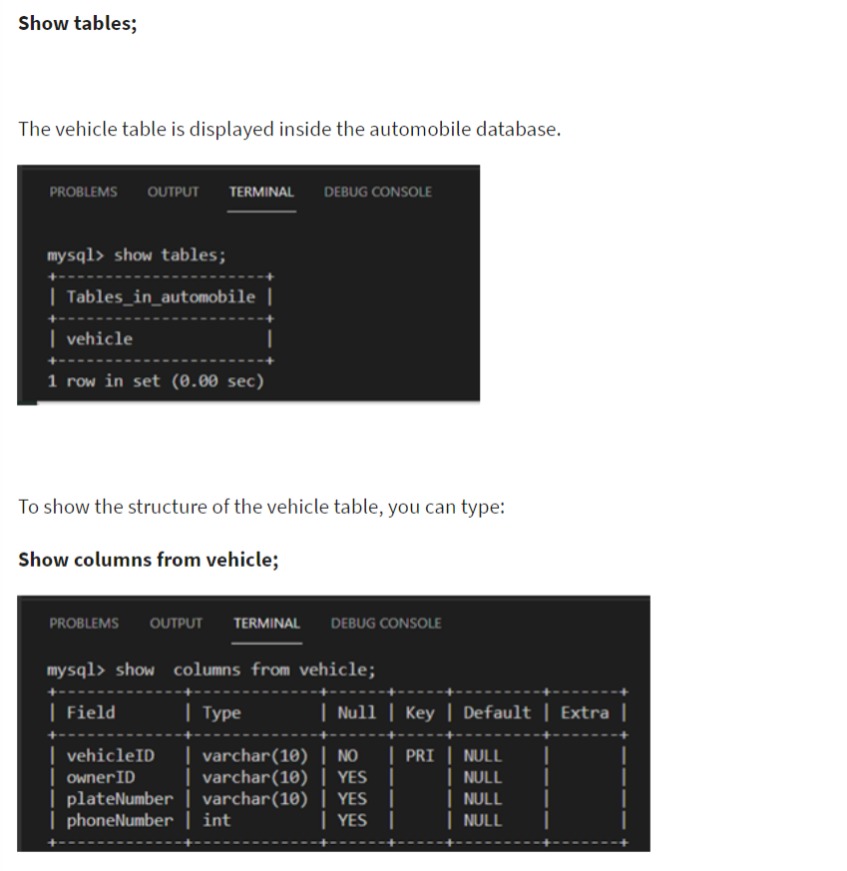 Show tables;
The vehicle table is displayed inside the automobile database.
PROBLEMS OUTPUT TERMINAL DEBUG CONSOLE
mysql> show tables;
+----------------------+
| Tables_in_automobile |
+----------------------+
| vehicle              |
+----------------------+
1 row in set (0.00 sec)
To show the structure of the vehicle table, you can type:
Show columns from vehicle;
PROBLEMS OUTPUT TERMINAL DEBUG CONSOLE
mysql> show  columns from vehicle;
+-------------+-------------+------+-----+---------+-------+
| Field       | Type        | Null | Key | Default | Extra |
+-------------+-------------+------+-----+---------+-------+
| vehicleID   | varchar(10) | NO   | PRI | NULL    |       |
| ownerID     | varchar(10) | YES  |     | NULL    |       |
| plateNumber | varchar(10) | YES  |     | NULL    |       |
| phoneNumber | int         | YES  |     | NULL    |       |
+-------------+-------------+------+-----+---------+-------+